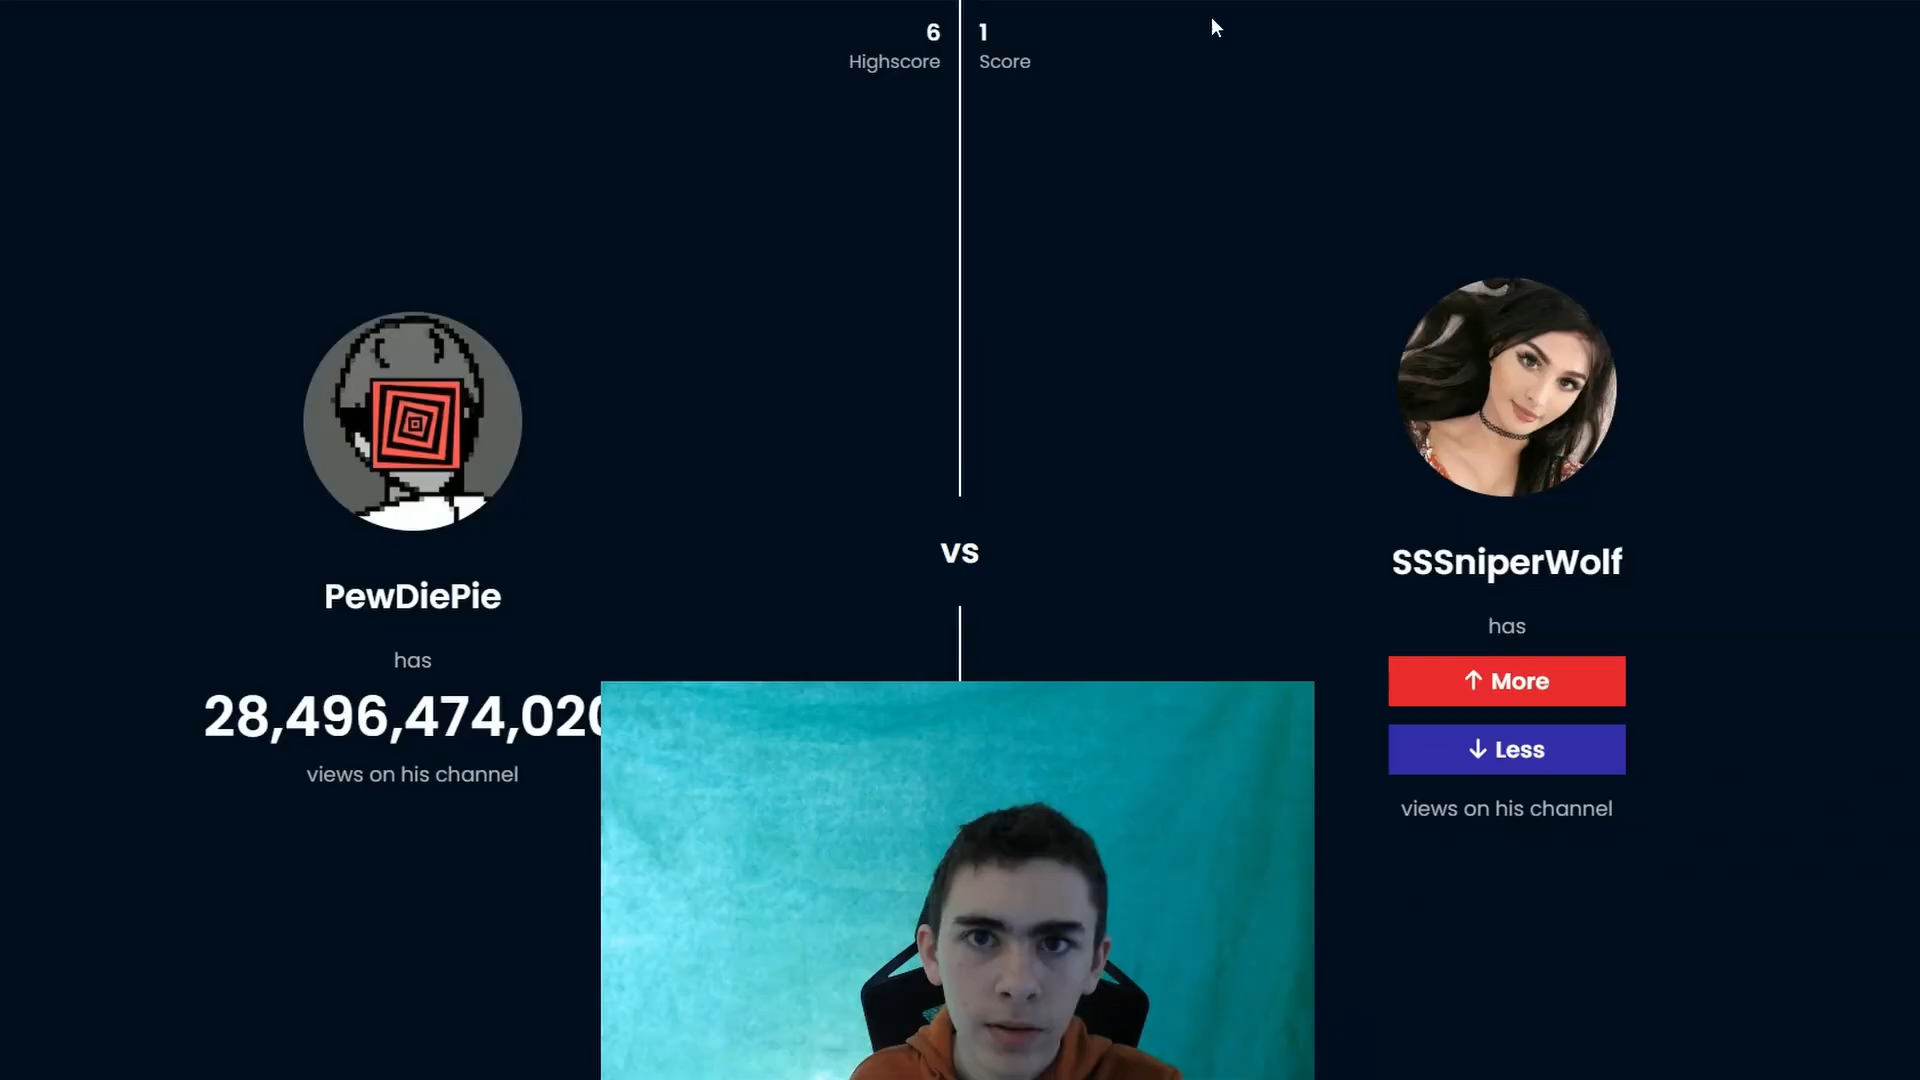 6
Highscore
1
Score
PewDiePie
has
28,496,474,020
views on his channel
vs
SSSniperWolf
has
↑ More
↓ Less
views on his channel